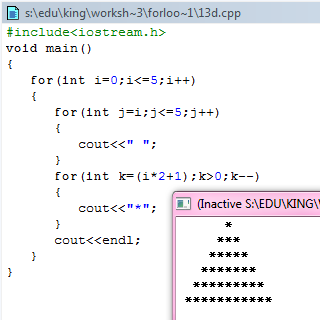 s:\edu\king\worksh~3\forloo~1\13d.cpp
#include<iostream.h>
void main()
{
for(int i=0;i<=5;i++)
{
for(int j=i;j<=5;j++)
{
cout<<" ";
}
for(int k=(i*2+1);k>0;k--)
{
cout<<"*";
}
cout<<endl;
}
}
(Inactive S:\EDU\KING\
*
***
*****
*******
*********
***********